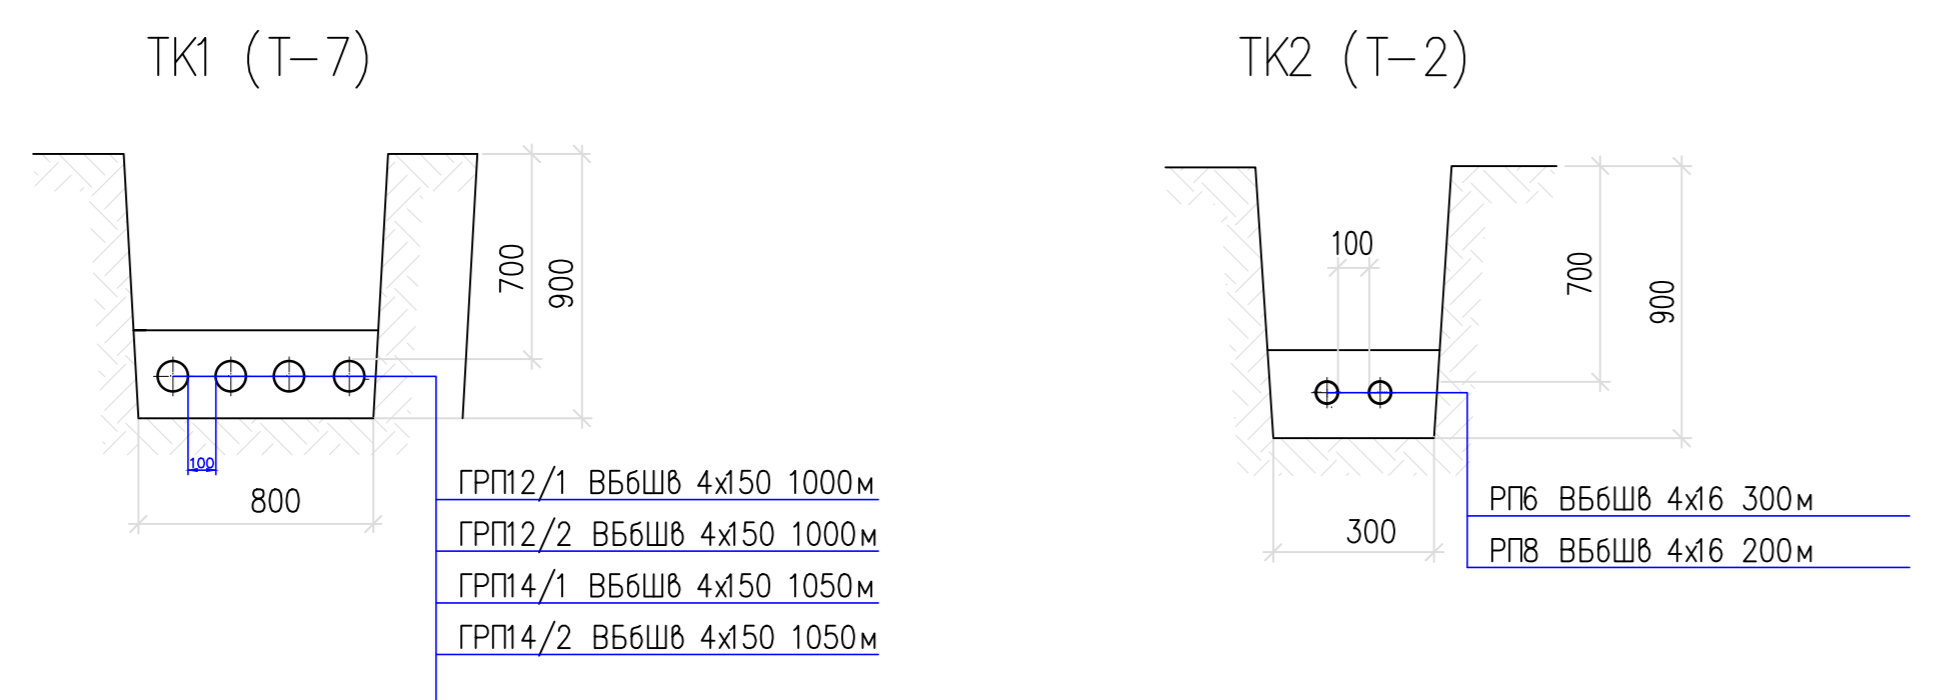 ТК1 (Т-7)
700
900
100
800
ГРП12/1 ВБбШв 4х150 1000м
ГРП12/2 ВБбШв 4х150 1000м
ГРП14/1 ВБбШв 4х150 1050м
ГРП14/2 ВБбШв 4х150 1050м
ТК2 (Т-2)
100
700
900
300
РП6 ВБбШв 4х16 300м
РП8 ВБбШв 4х16 200м